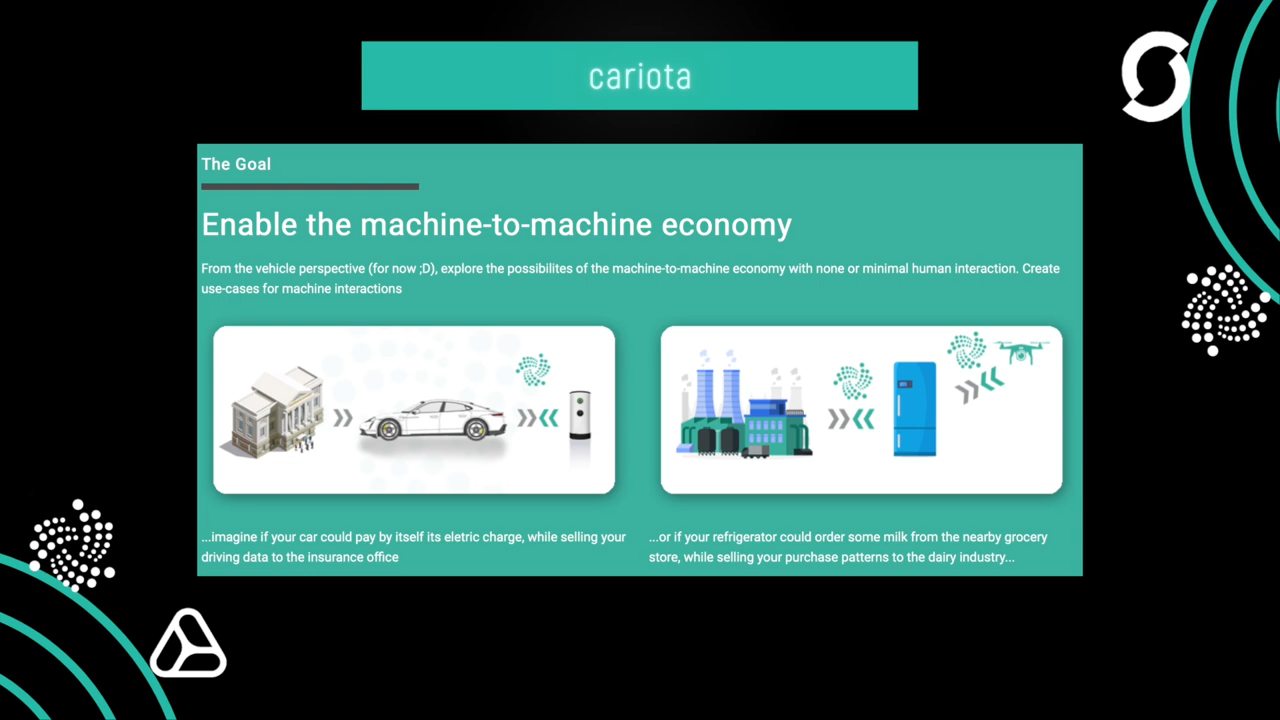 cariota
The Goal
Enable the machine-to-machine economy
From the vehicle perspective (for now ;D), explore the possibilites of the machine-to-machine economy with none or minimal human interaction. Create
use-cases for machine interactions
...imagine if your car could pay by itself its eletric charge, while selling your
driving data to the insurance office
...or if your refrigerator could order some milk from the nearby grocery
store, while selling your purchase patterns to the dairy industry...